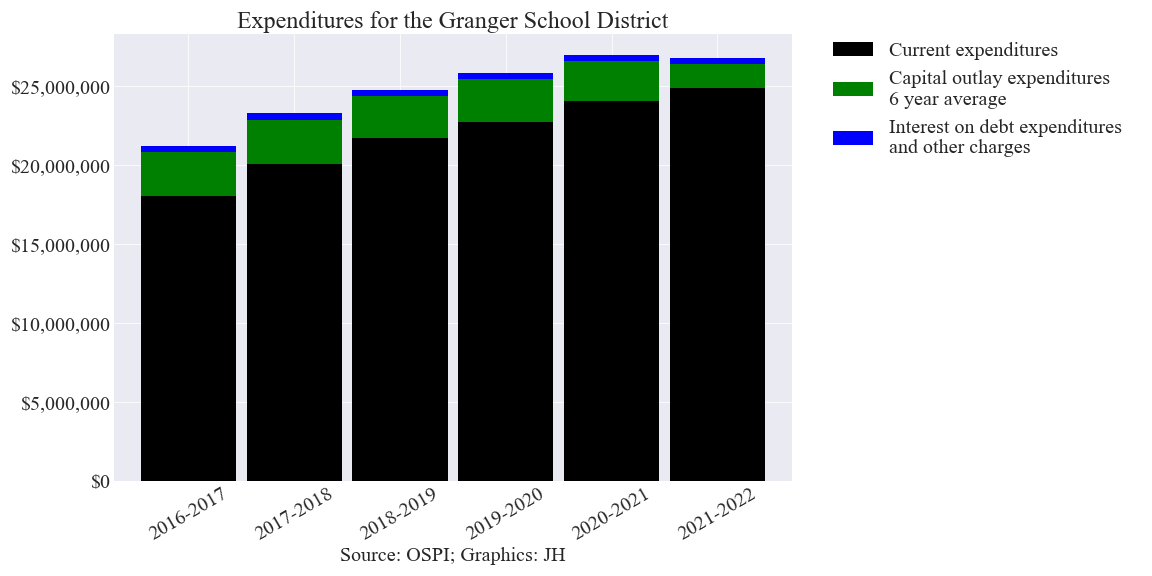 Expenditures for the Granger School District
Current expenditures
Capital outlay expenditures
6 year average
Interest on debt expenditures
and other charges
$25,000,000
$20,000,000
$15,000,000
$10,000,000
$5,000,000
$0
2016-2017
2017-2018
2018-2019
2019-2020
2020-2021
2021-2022
Source: OSPI; Graphics: JH